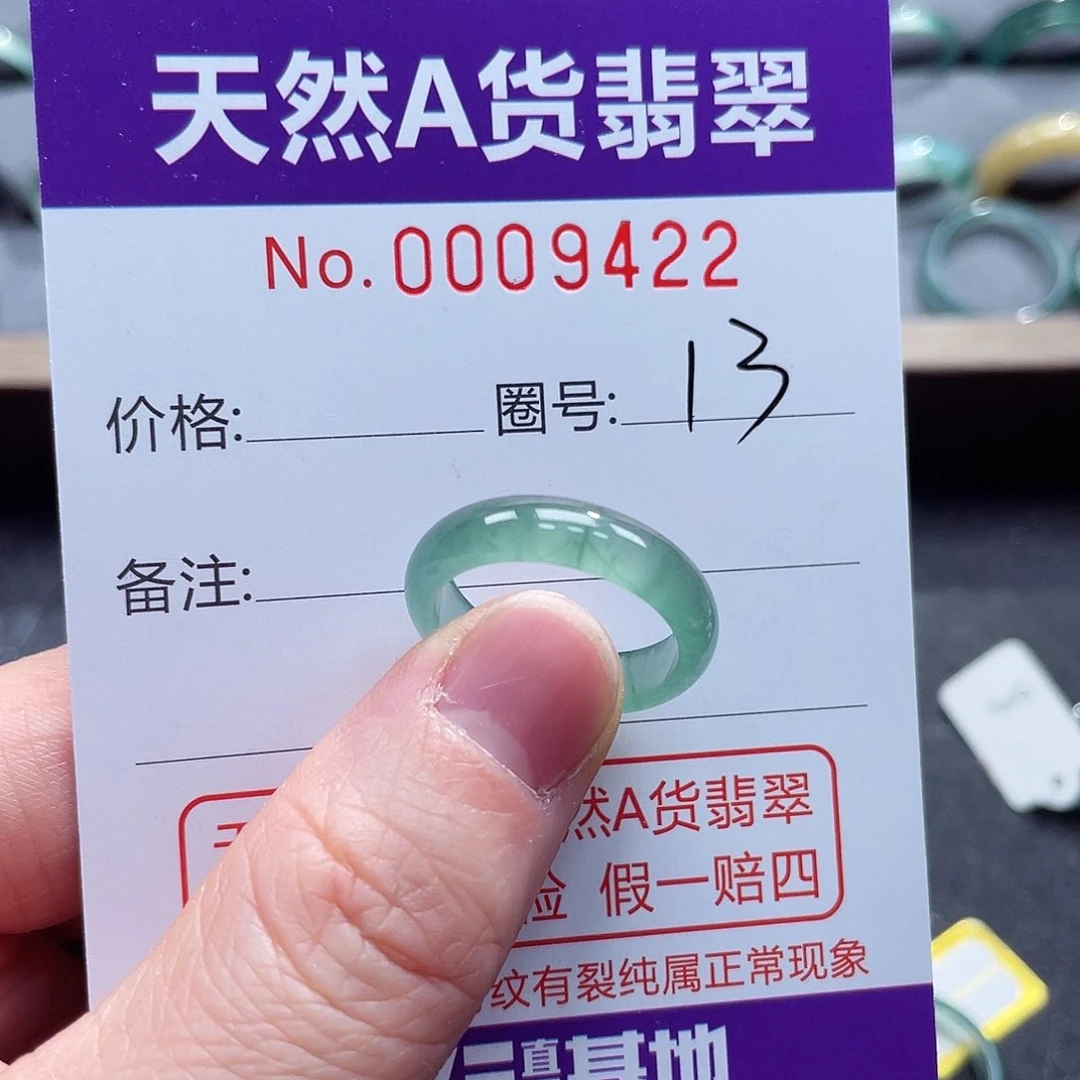 天然A货翡翠
No. 0009422
价格: 圈号: 13
备注:
然A货翡翠
假一赔四
纹有裂纯属正常现象
直 基地